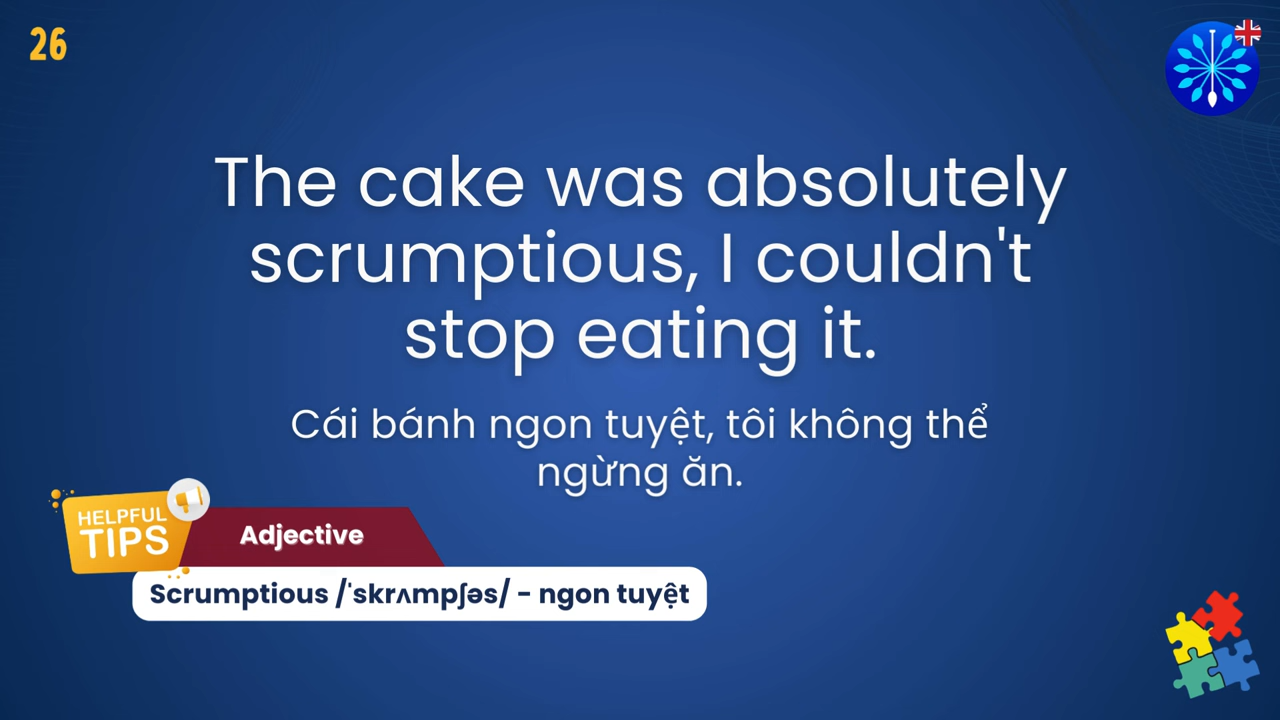 26
The cake was absolutely
scrumptious, I couldn't
stop eating it.
Cái bánh ngon tuyệt, tôi không thể
ngừng ăn.
HELPFUL
TIPS
Adjective
Scrumptious /ˈskrʌmpʃəs/ - ngon tuyệt